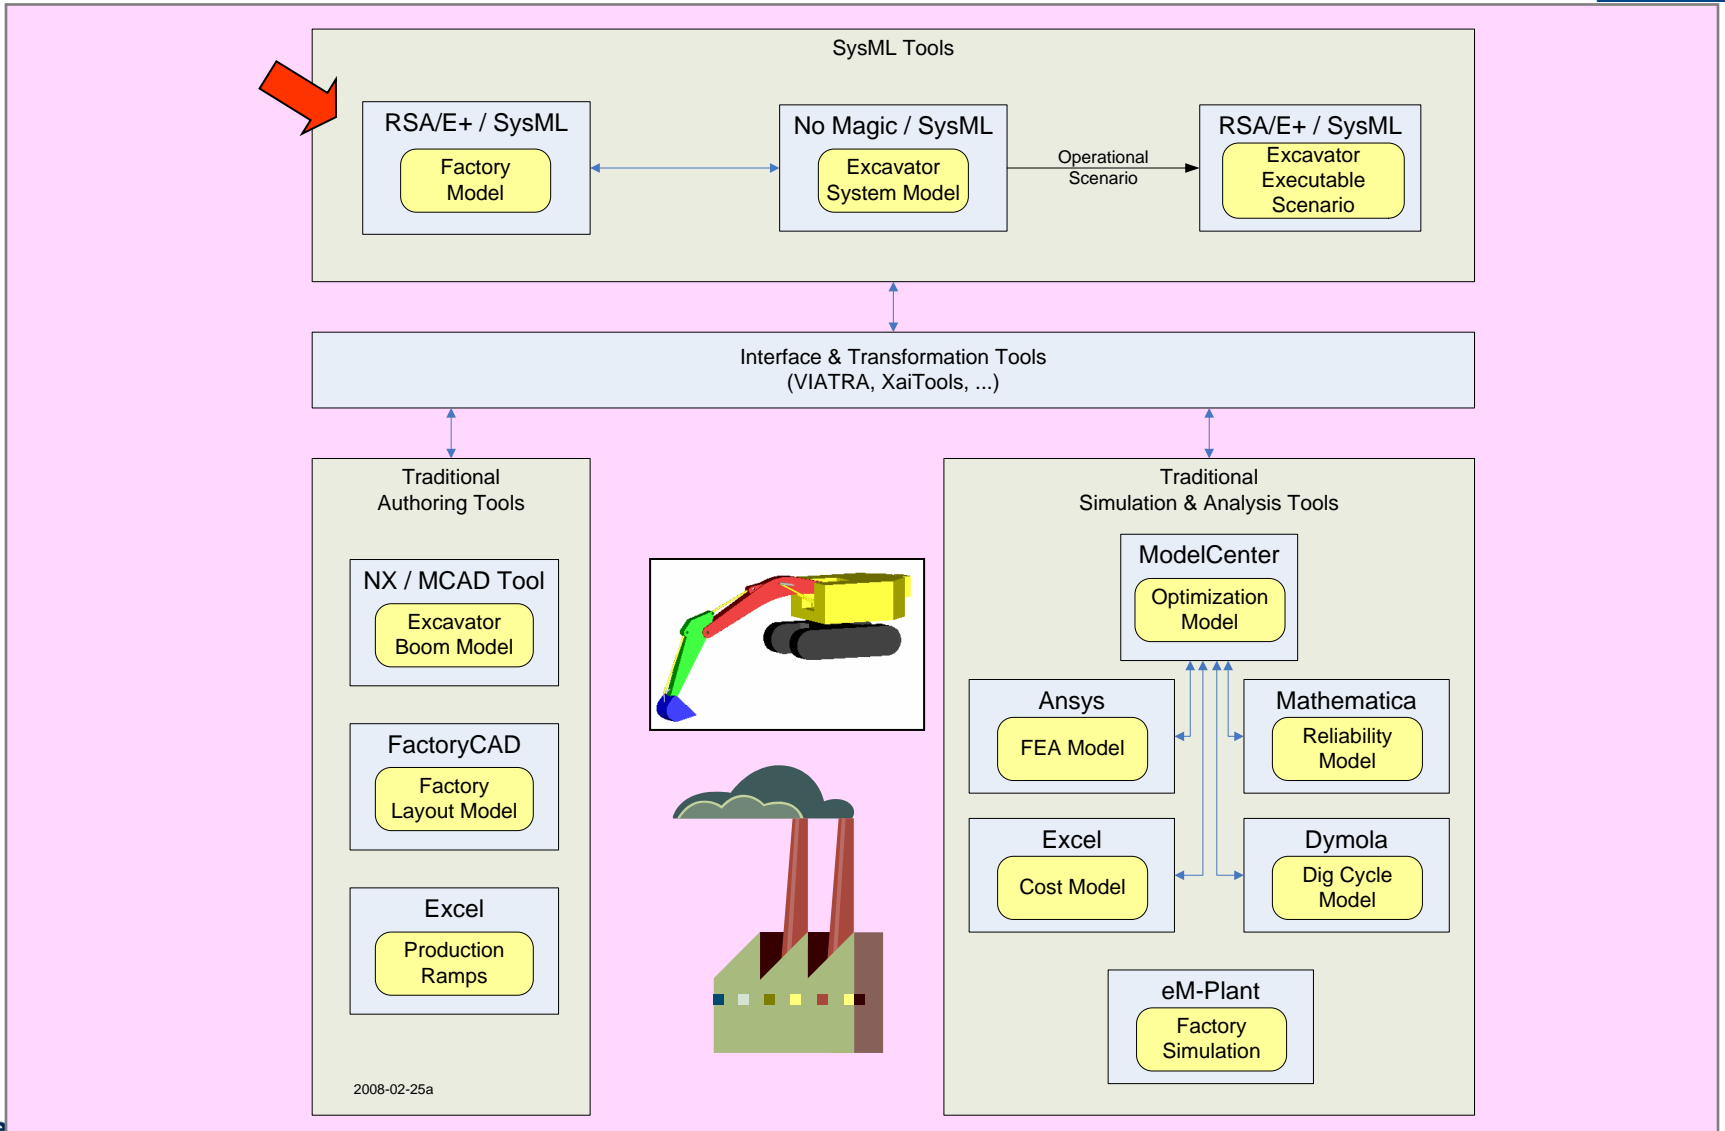 SysML Tools
RSA/E+ / SysML
Factory
Model
No Magic / SysML
Excavator
System Model
Operational
Scenario
RSA/E+ / SysML
Excavator
Executable
Scenario
Interface & Transformation Tools
(VIATRA, XaiTools, ...)
Traditional
Authoring Tools
NX / MCAD Tool
Excavator
Boom Model
FactoryCAD
Factory
Layout Model
Excel
Production
Ramps
2008-02-25a
Traditional
Simulation & Analysis Tools
ModelCenter
Optimization
Model
Ansys
FEA Model
Mathematica
Reliability
Model
Excel
Cost Model
Dymola
Dig Cycle
Model
eM-Plant
Factory
Simulation